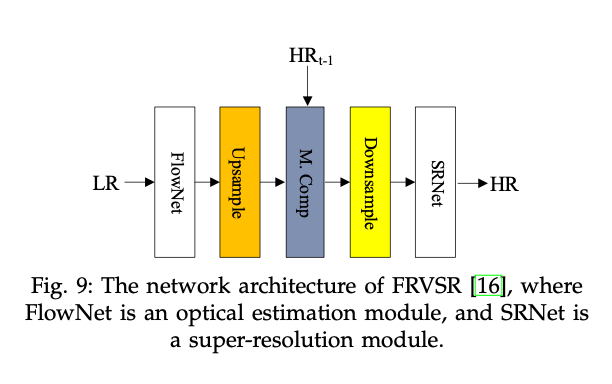 HRt-1
LR
FlowNet
Upsample
M. Comp
Downsample
SRNet
HR
Fig. 9: The network architecture of FRVSR [16], where
FlowNet is an optical estimation module, and SRNet is
a super-resolution module.